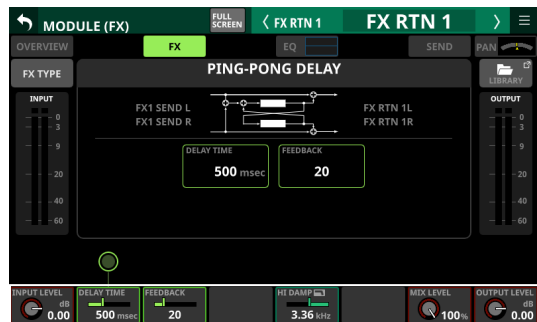 MODULE (FX)
FULL
SCREEN
FX RTN 1
FX RTN 1
OVERVIEW
FX
EQ
SEND
PAN
FX TYPE
PING-PONG DELAY
LIBRARY
INPUT
0
3
9
20
40
60
FX1 SEND L
FX1 SEND R
FX RTN 1L
FX RTN 1R
DELAY TIME
500 msec
FEEDBACK
20
OUTPUT
0
3
9
20
40
60
INPUT LEVEL
dB
0.00
DELAY TIME
500 msec
FEEDBACK
20
HI DAMP
3.36 kHz
MIX LEVEL
100%
OUTPUT LEVEL
dB
0.00